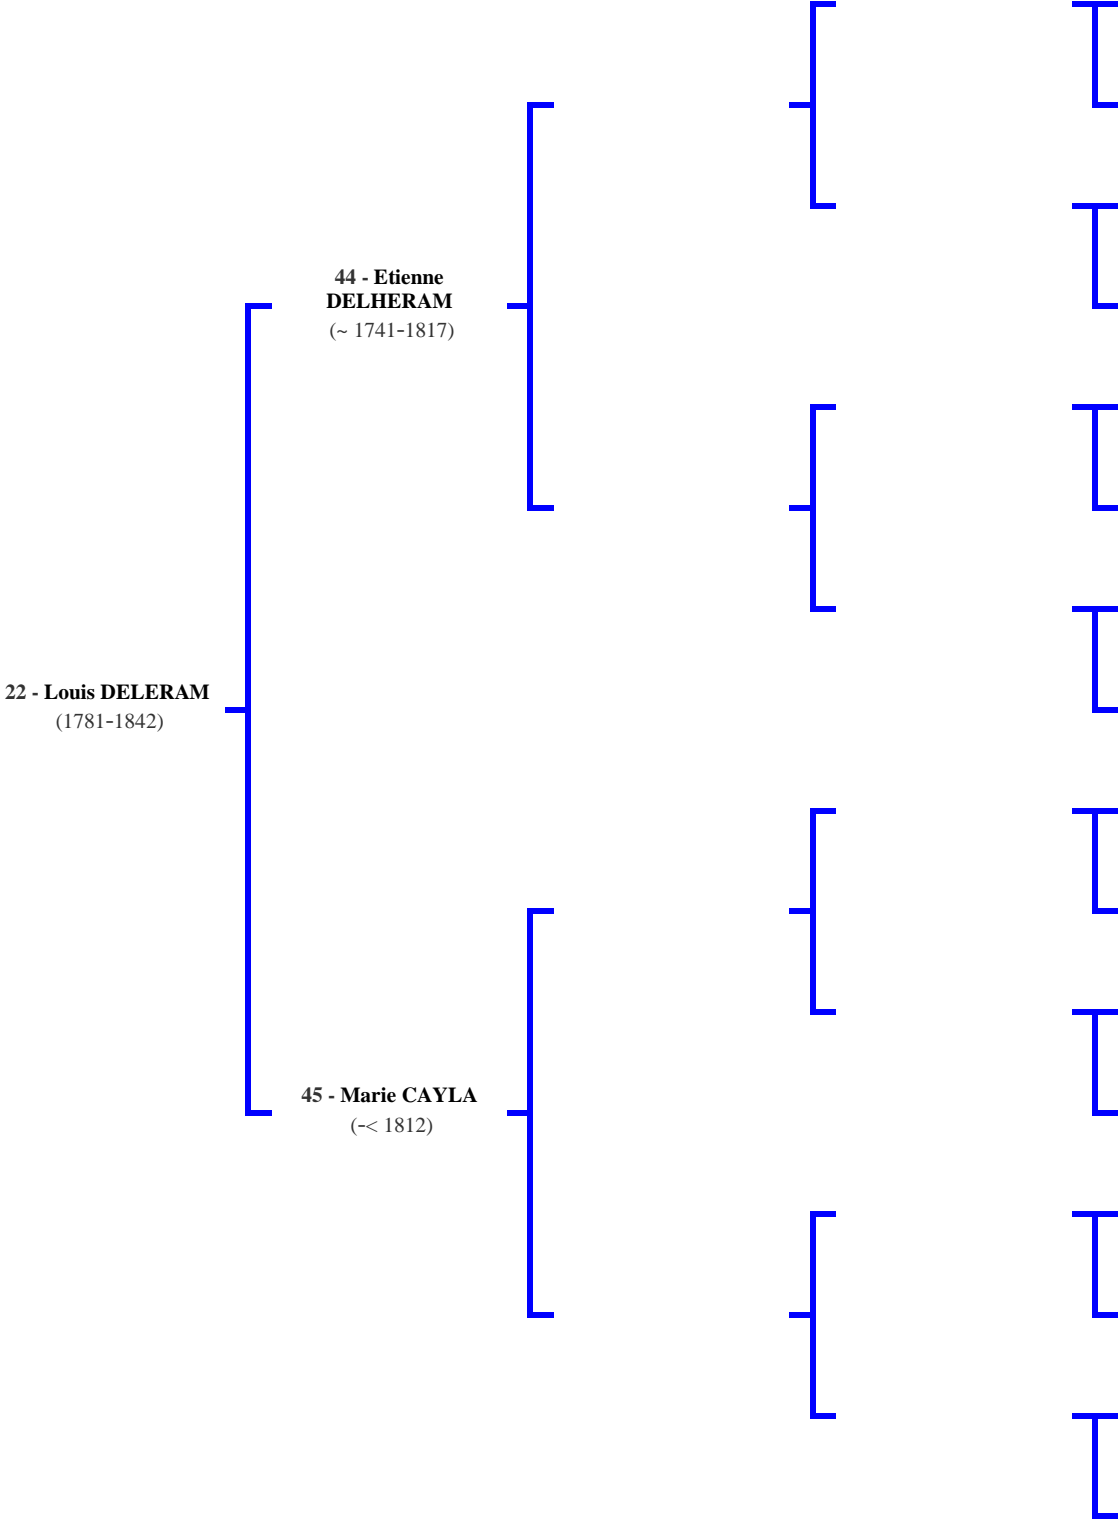 44 - Etienne
DELHERAM
(~ 1741-1817)
22 - Louis DELERAM
(1781-1842)
45 - Marie CAYLA
(-< 1812)